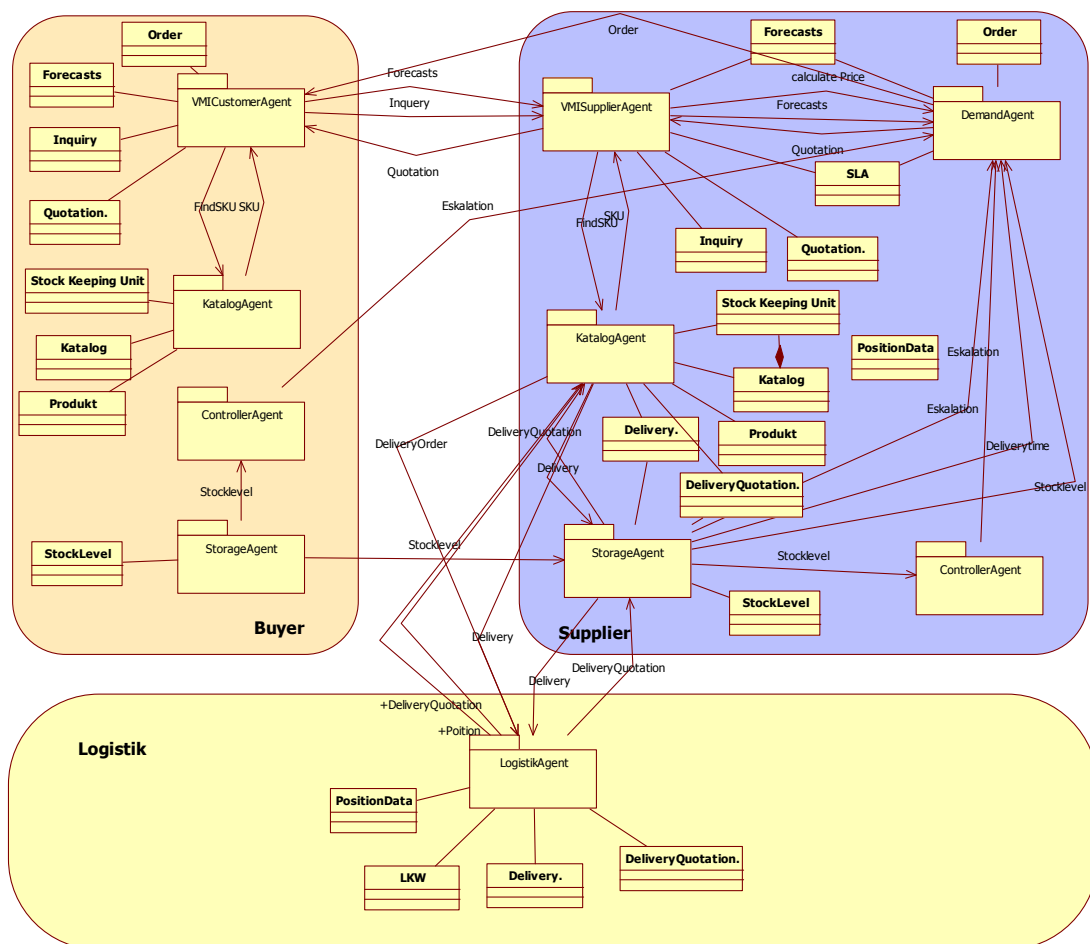 Order
Forecasts
VMICustomerAgent
Inquiry
Quotation.
FindSKU
SKU
Stock Keeping Unit
KatalogAgent
Katalog
Produkt
ControllerAgent
Stocklevel
StorageAgent
StockLevel
Buyer
Order
Forecasts
Inquery
Quotation
Eskalation
Stocklevel
DeliveryOrder
Forecasts
Order
calculate Price
VMISupplierAgent
Forecasts
DemandAgent
Quotation
SLA
FindSKU
SKU
Inquiry
Quotation.
Stock Keeping Unit
KatalogAgent
PositionData
Eskalation
Katalog
Eskalation
DeliveryQuotation
Delivery.
Produkt
Deliverytime
Delivery
DeliveryQuotation.
Stocklevel
StorageAgent
Stocklevel
ControllerAgent
StockLevel
Supplier
Delivery
DeliveryQuotation
Delivery
+DeliveryQuotation
+Poition
Logistik
LogistikAgent
PositionData
LKW
Delivery.
DeliveryQuotation.